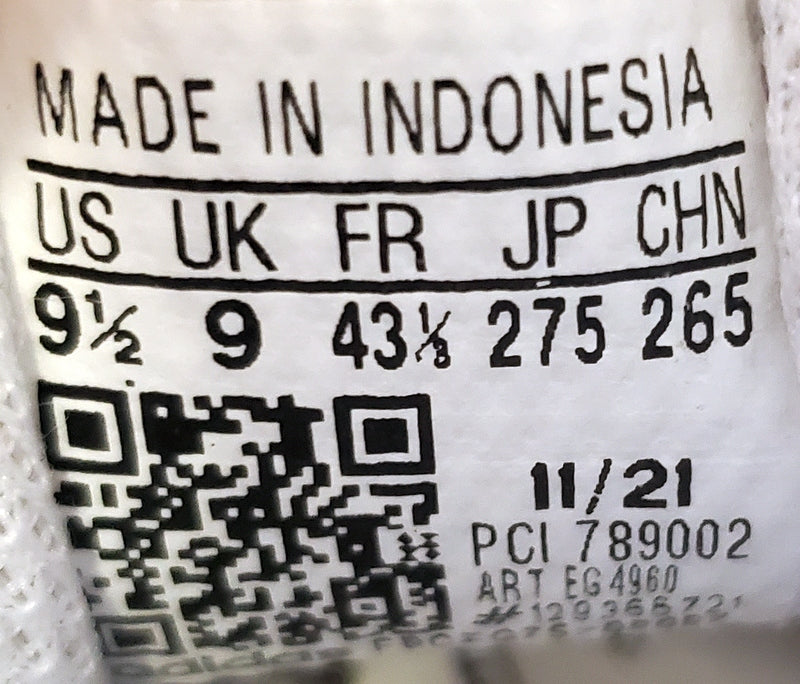 MADE IN INDONESIA
US UK FR JP CHN
9½ 9 43⅓ 275 265
11/21
PCI 789002
ART EG4960
#129366721